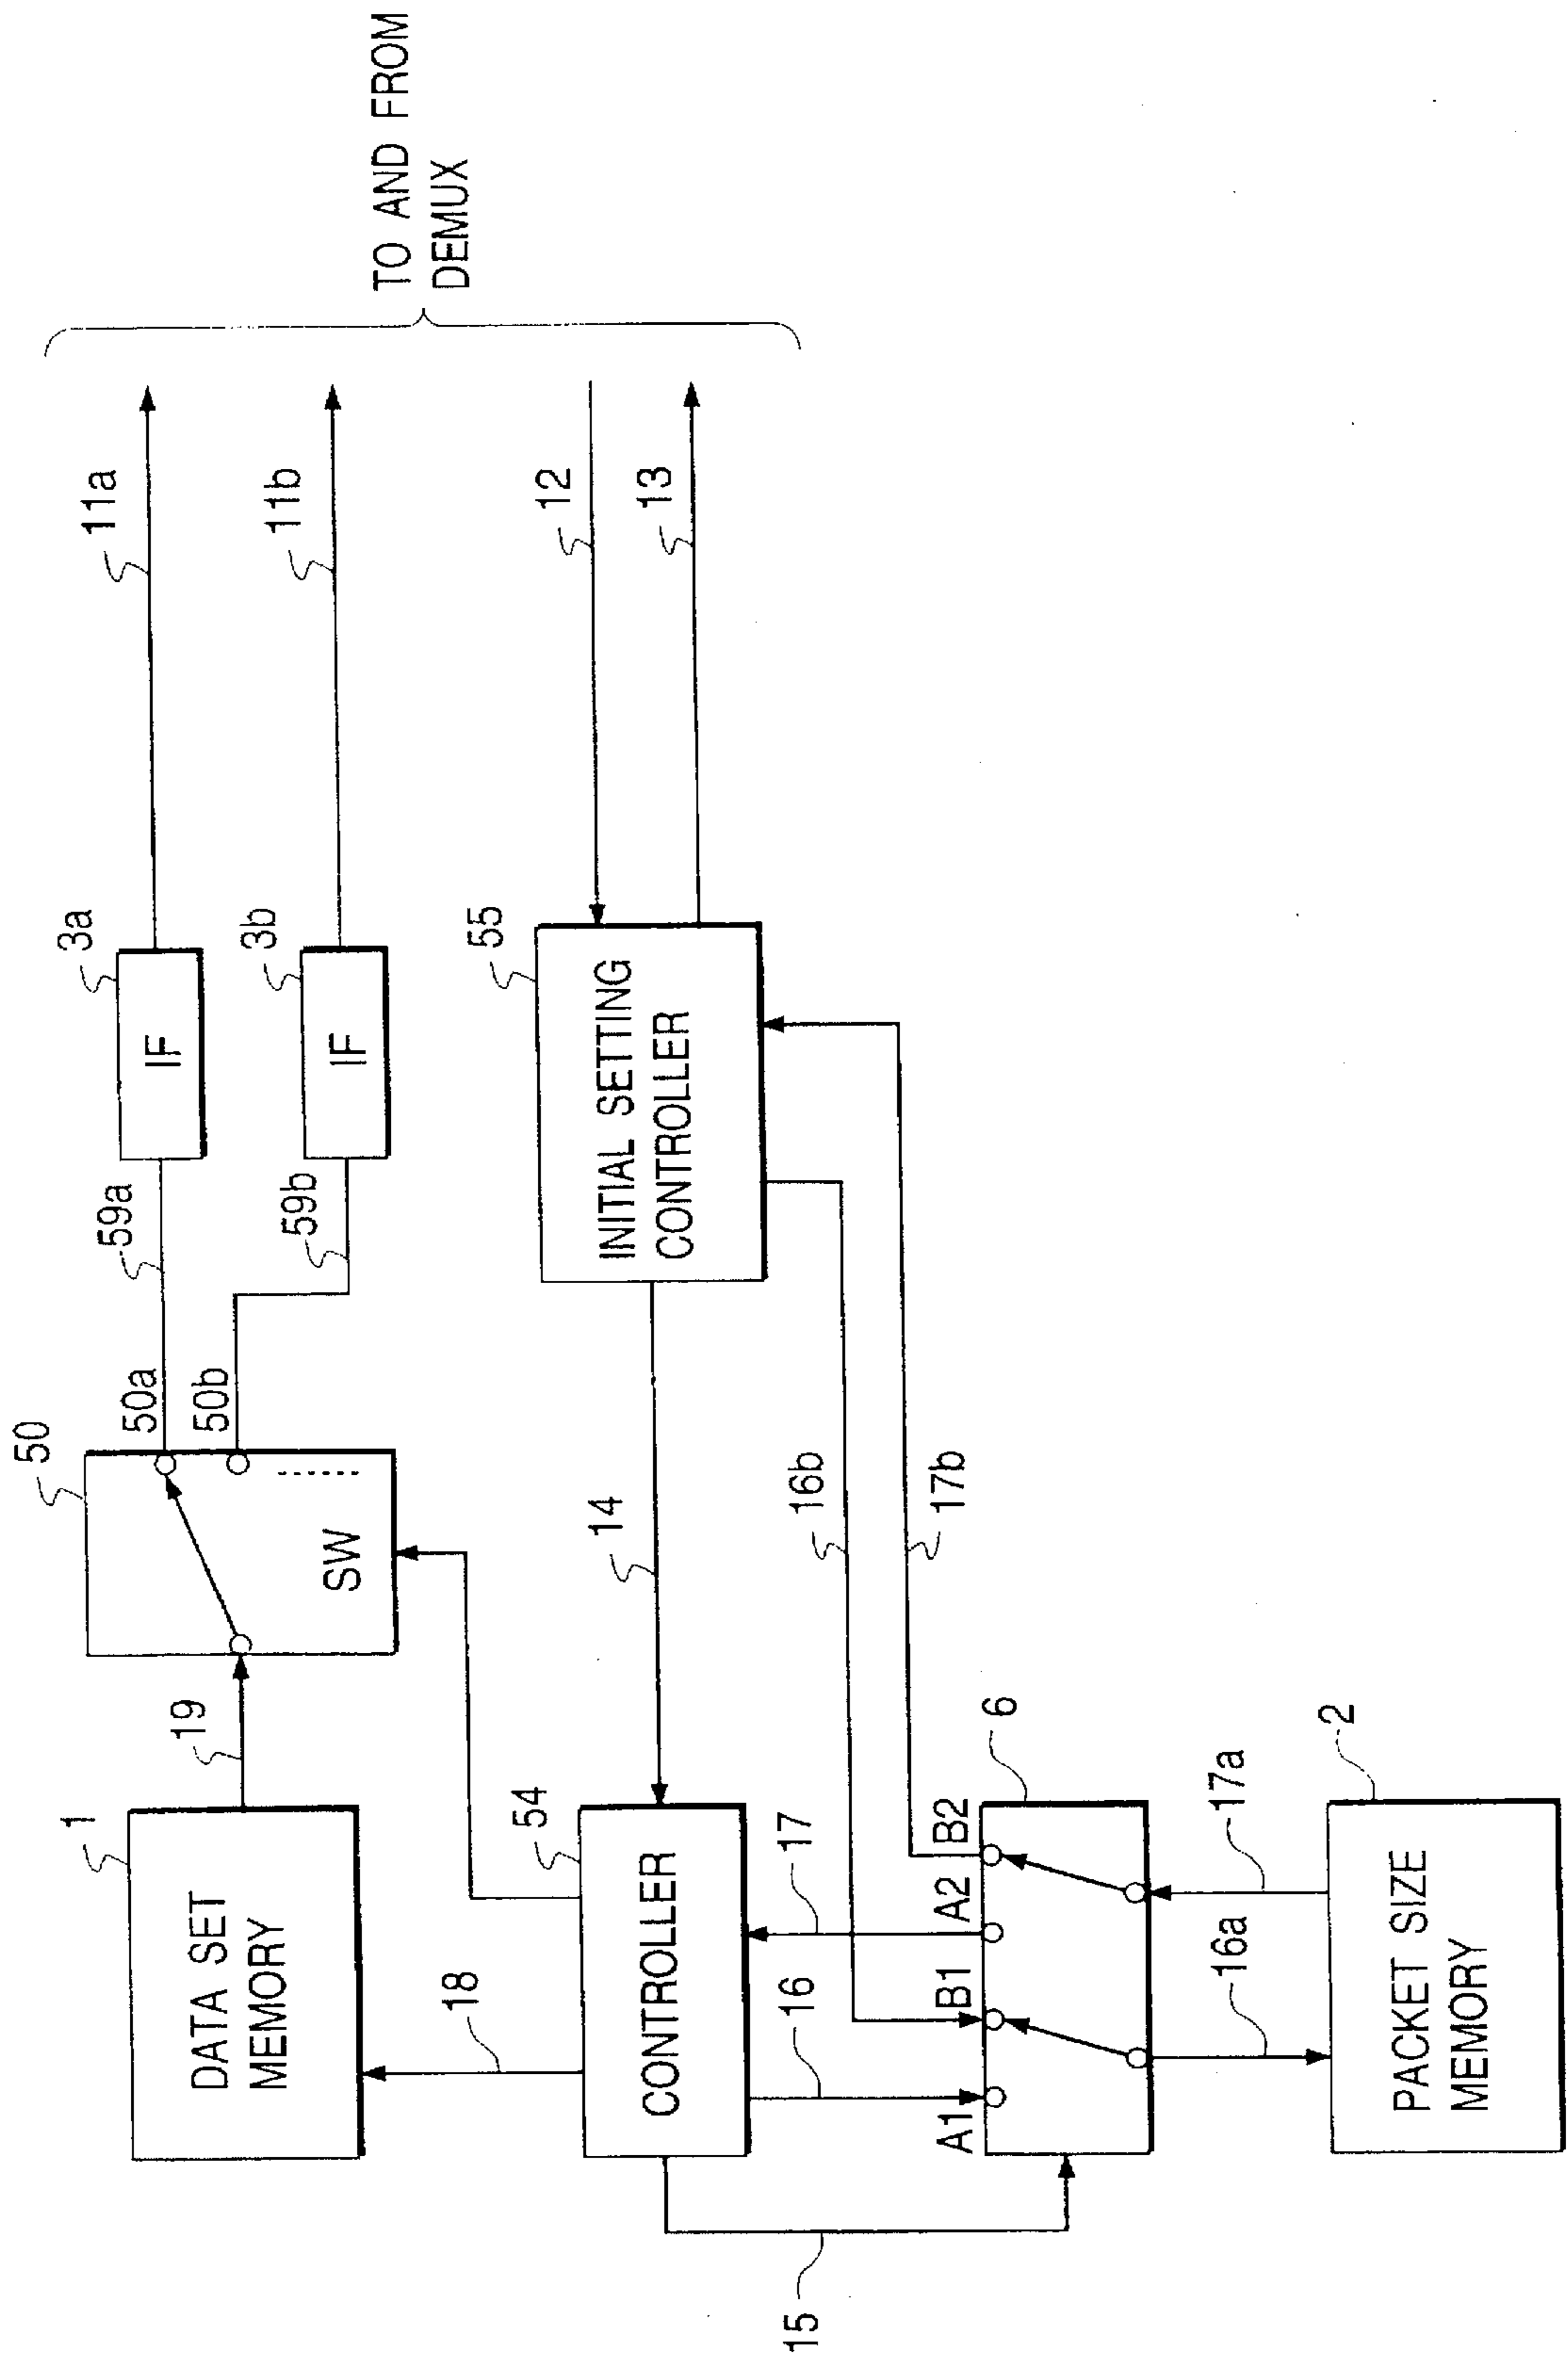 TO AND FROM
DEMUX
11a
11b
12
13
3a
IF
3b
IF
55
INITIAL SETTING
CONTROLLER
59a
59b
50
50a
50b
SW
14
16b
17b
19
1
DATA SET
MEMORY
54
CONTROLLER
18
17
16
6
A1
B1
A2
B2
15
17a
16a
2
PACKET SIZE
MEMORY